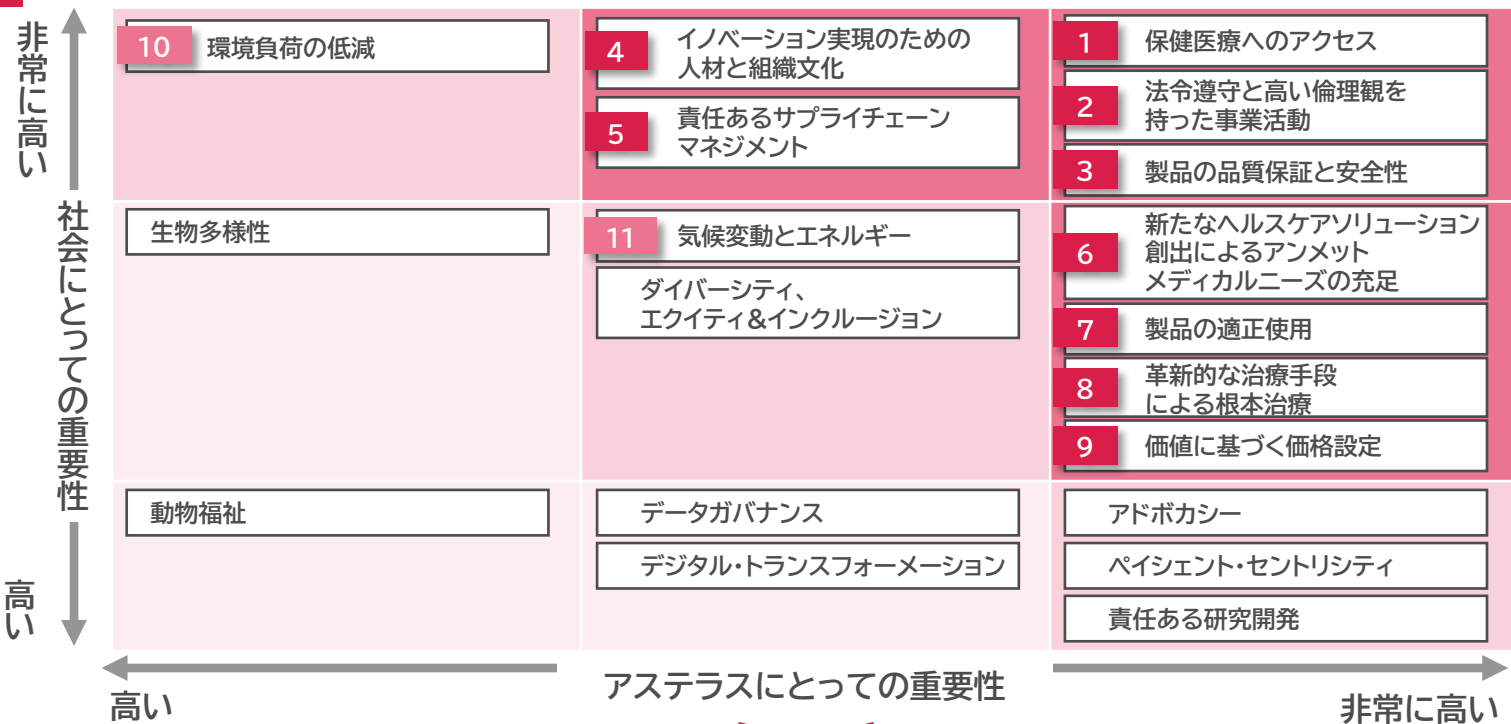 非常に高い
社会にとっての重要性
高い
10 環境負荷の低減
4 イノベーション実現のための
人材と組織文化
5 責任あるサプライチェーン
マネジメント
1 保健医療へのアクセス
2 法令遵守と高い倫理観を
持った事業活動
3 製品の品質保証と安全性
生物多様性
11 気候変動とエネルギー
ダイバーシティ、
エクイティ&インクルージョン
6 新たなヘルスケアソリューション
創出によるアンメット
メディカルニーズの充足
7 製品の適正使用
8 革新的な治療手段
による根本治療
9 価値に基づく価格設定
動物福祉
データガバナンス
デジタル・トランスフォーメーション
アドボカシー
ペイシェント・セントリシティ
責任ある研究開発
高い
アステラスにとっての重要性
非常に高い